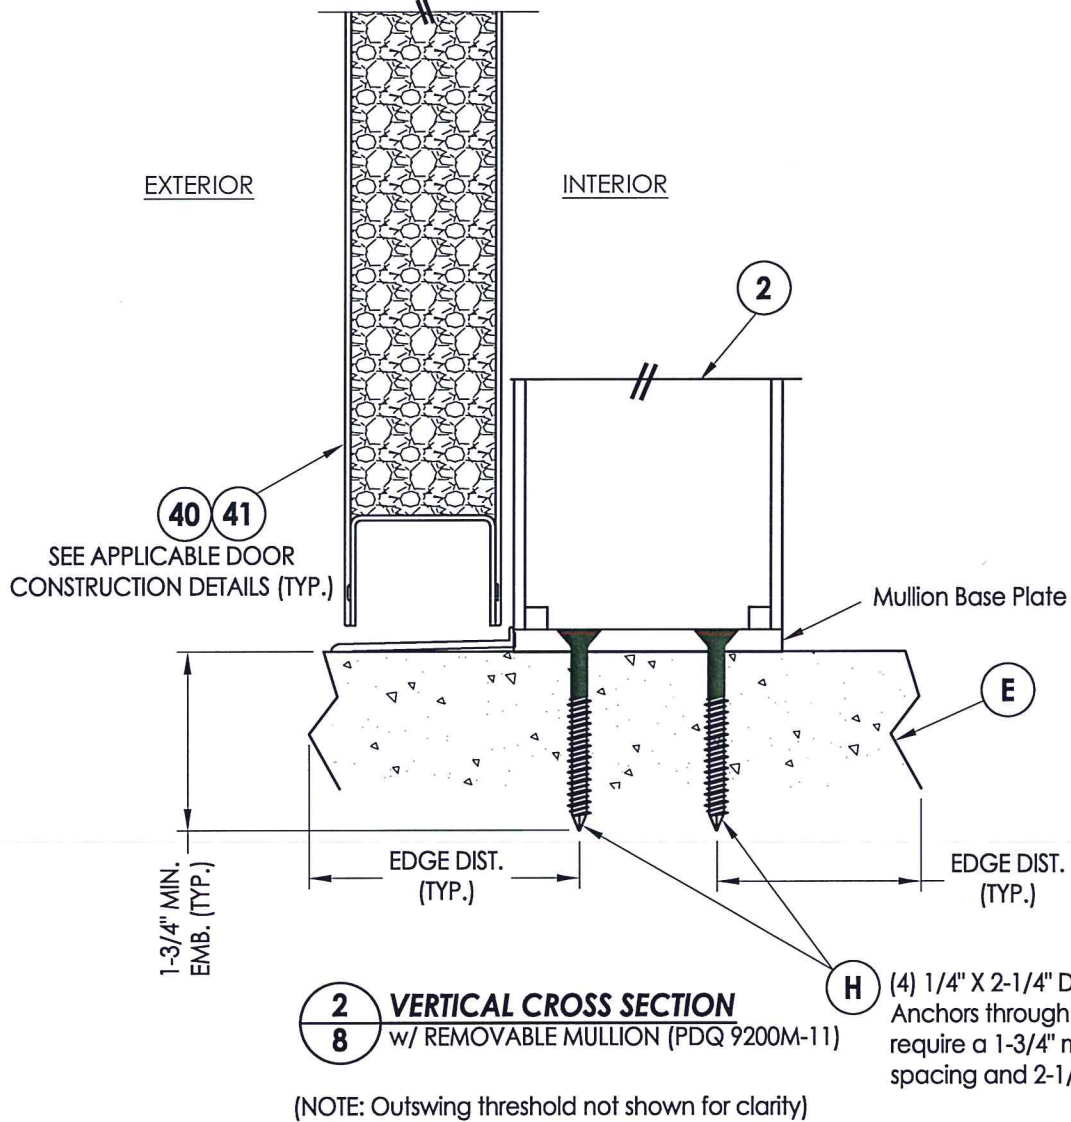 EXTERIOR
INTERIOR
2
40 41
SEE APPLICABLE DOOR
CONSTRUCTION DETAILS (TYP.)
Mullion Base Plate
E
1-3/4" MIN.
EMB. (TYP.)
EDGE DIST.
(TYP.)
EDGE DIST.
(TYP.)
H
(4) 1/4" X 2-1/4" D
Anchors through
require a 1-3/4" m
spacing and 2-1/
2
8
VERTICAL CROSS SECTION
w/ REMOVABLE MULLION (PDQ 9200M-11)
(NOTE: Outswing threshold not shown for clarity)